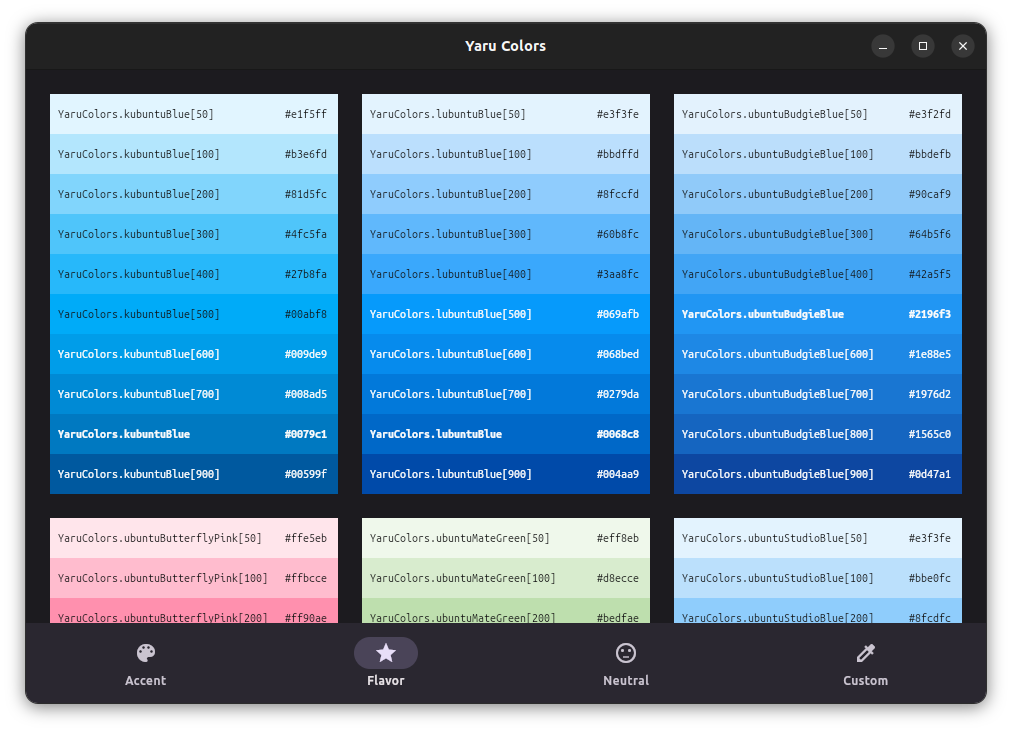 Yaru Colors
YaruColors.kubuntuBlue[50] #e1f5ff
YaruColors.kubuntuBlue[100] #b3e6fd
YaruColors.kubuntuBlue[200] #81d5fc
YaruColors.kubuntuBlue[300] #4fc5fa
YaruColors.kubuntuBlue[400] #27b8fa
YaruColors.kubuntuBlue[500] #00abf8
YaruColors.kubuntuBlue[600] #009de9
YaruColors.kubuntuBlue[700] #008ad5
YaruColors.kubuntuBlue #0079c1
YaruColors.kubuntuBlue[900] #00599f
YaruColors.lubuntuBlue[50] #e3f3fe
YaruColors.lubuntuBlue[100] #bbdffd
YaruColors.lubuntuBlue[200] #8fccfd
YaruColors.lubuntuBlue[300] #60b8fc
YaruColors.lubuntuBlue[400] #3aa8fc
YaruColors.lubuntuBlue[500] #069afb
YaruColors.lubuntuBlue[600] #068bed
YaruColors.lubuntuBlue[700] #0279da
YaruColors.lubuntuBlue #0068c8
YaruColors.lubuntuBlue[900] #004aa9
YaruColors.ubuntuBudgieBlue[50] #e3f2fd
YaruColors.ubuntuBudgieBlue[100] #bbdefb
YaruColors.ubuntuBudgieBlue[200] #90caf9
YaruColors.ubuntuBudgieBlue[300] #64b5f6
YaruColors.ubuntuBudgieBlue[400] #42a5f5
YaruColors.ubuntuBudgieBlue #2196f3
YaruColors.ubuntuBudgieBlue[600] #1e88e5
YaruColors.ubuntuBudgieBlue[700] #1976d2
YaruColors.ubuntuBudgieBlue[800] #1565c0
YaruColors.ubuntuBudgieBlue[900] #0d47a1
YaruColors.ubuntuButterflyPink[50] #ffe5eb
YaruColors.ubuntuButterflyPink[100] #ffbcce
YaruColors.ubuntuButterflyPink[200] #ff90ae
YaruColors.ubuntuMateGreen[50] #eff8eb
YaruColors.ubuntuMateGreen[100] #d8ecce
YaruColors.ubuntuMateGreen[200] #bedfae
YaruColors.ubuntuStudioBlue[50] #e3f3fe
YaruColors.ubuntuStudioBlue[100] #bbe0fc
YaruColors.ubuntuStudioBlue[200] #8fcdfc
Accent
Flavor
Neutral
Custom